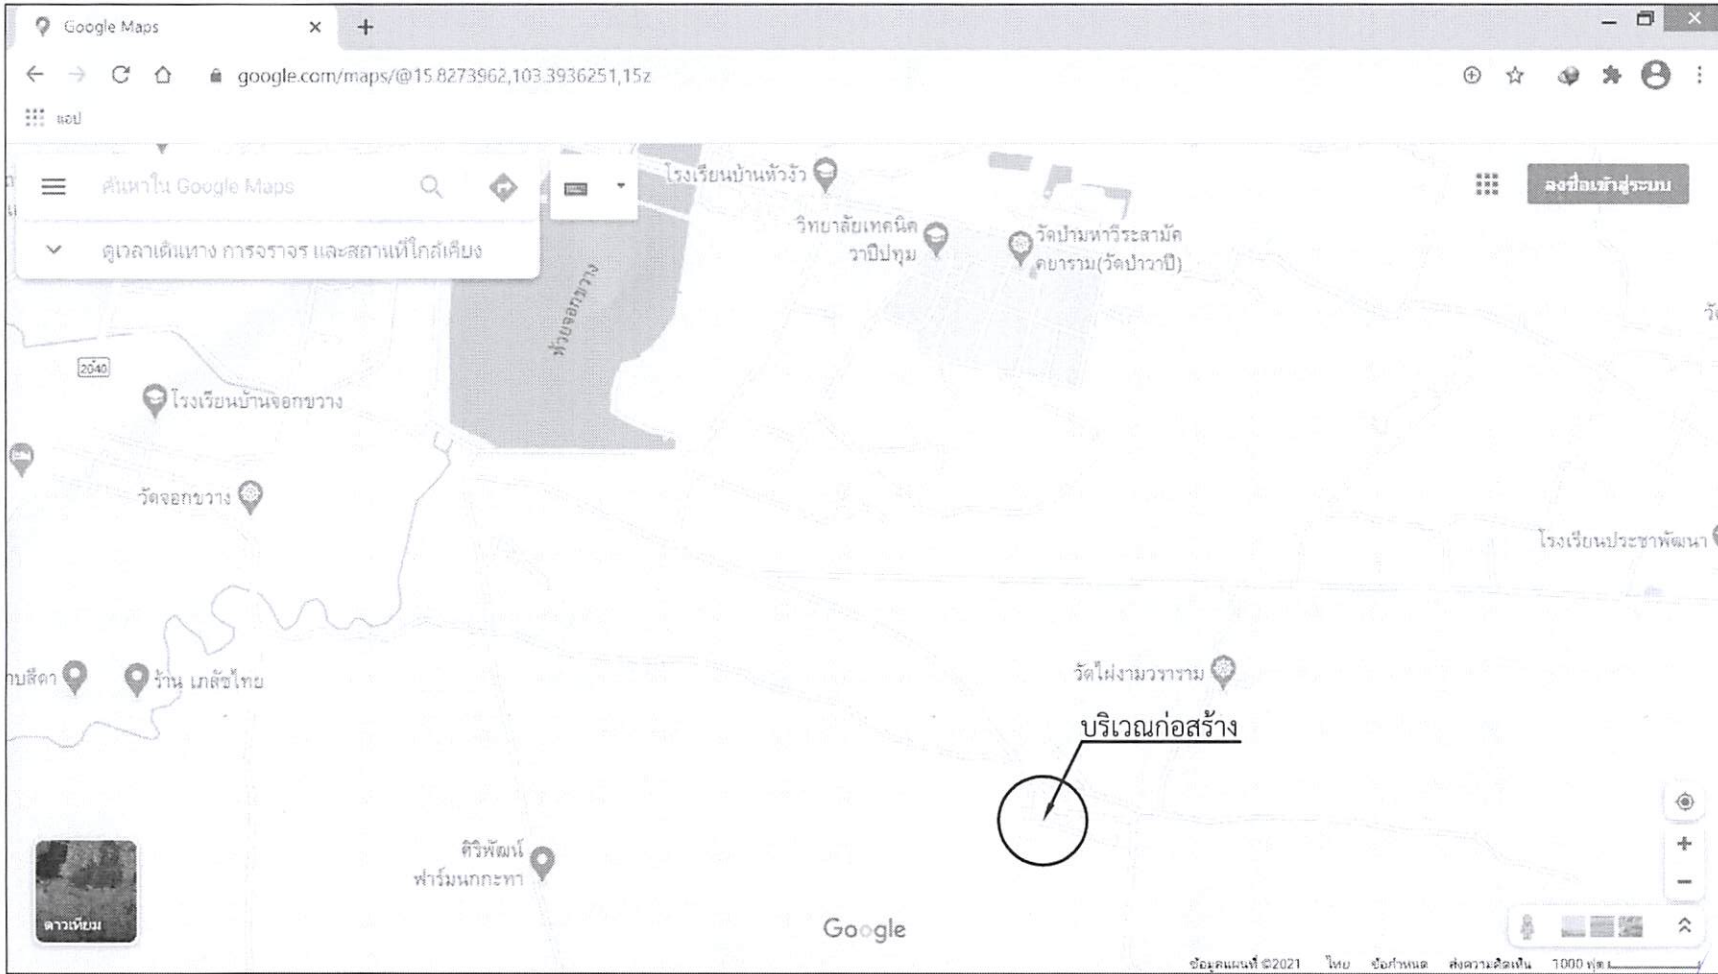 Google Maps
google.com/maps/@15.8273962,103.3936251,15z
แอป
ค้นหาใน Google Maps
ดูเวลาเดินทาง การจราจร และสถานที่ใกล้เคียง
ลงชื่อเข้าสู่ระบบ
โรงเรียนบ้านหัวงัว
วิทยาลัยเทคนิค
วาปีปทุม
วัดป่ามหาวีระสามัค
คยาราม(วัดป่าวาปี)
ห้วยจอกขวาง
2040
โรงเรียนบ้านจอกขวาง
วัดจอกขวาง
โรงเรียนประชาพัฒนา
ร้าน เภสัชไทย
วัดไผ่งามวราราม
บริเวณก่อสร้าง
ศิริพัฒน์
ฟาร์มนกกะทา
ดาวเทียม
Google
ข้อมูลแผนที่ ©2021 ไทย ข้อกำหนด ส่งความคิดเห็น 1000 ฟุต